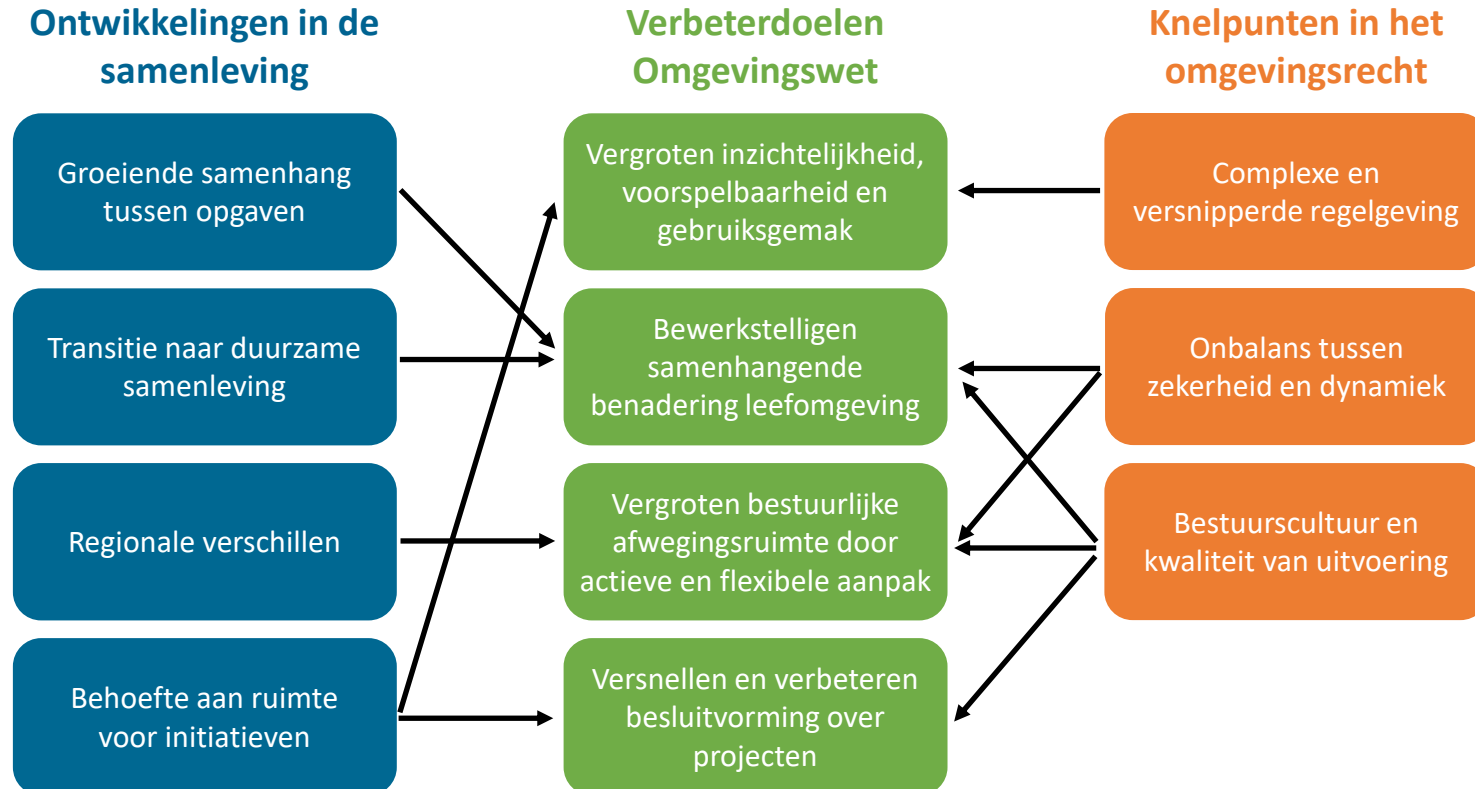 Ontwikkelingen in de
samenleving
Groeiende samenhang
tussen opgaven
Transitie naar duurzame
samenleving
Regionale verschillen
Behoefte aan ruimte
voor initiatieven
Verbeterdoelen
Omgevingswet
Vergroten inzichtelijkheid,
voorspelbaarheid en
gebruiksgemak
Bewerkstelligen
samenhangende
benadering leefomgeving
Vergroten bestuurlijke
afwegingsruimte door
actieve en flexibele aanpak
Versnellen en verbeteren
besluitvorming over
projecten
Knelpunten in het
omgevingsrecht
Complexe en
versnipperde regelgeving
Onbalans tussen
zekerheid en dynamiek
Bestuurscultuur en
kwaliteit van uitvoering